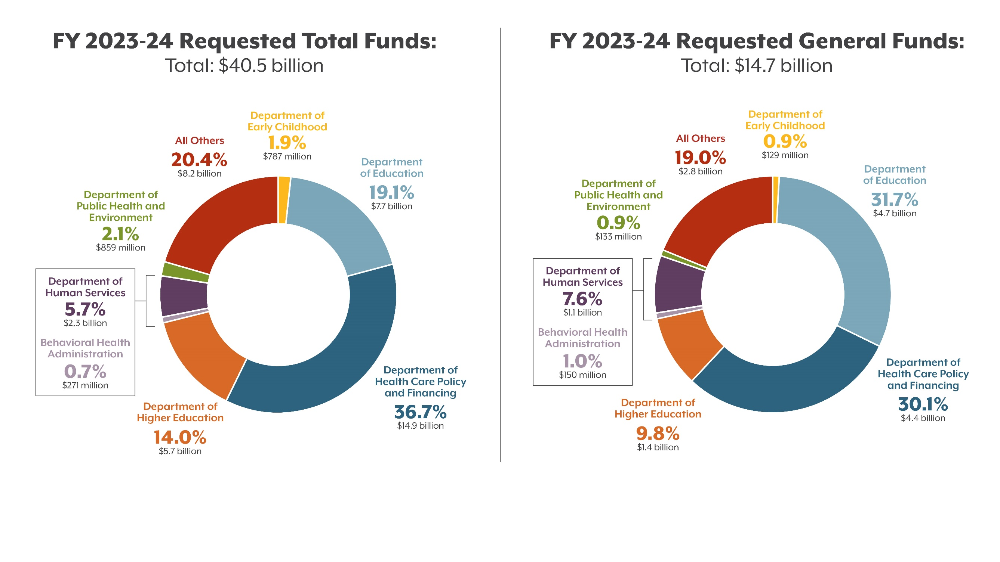 FY 2023-24 Requested Total Funds:
Total: $40.5 billion
Department of
Early Childhood
1.9%
$787 million
All Others
20.4%
$8.2 billion
Department
of Education
19.1%
$7.7 billion
Department of
Public Health and
Environment
2.1%
$859 million
Department of
Human Services
5.7%
$2.3 billion
Behavioral Health
Administration
0.7%
$271 million
Department of
Health Care Policy
and Financing
36.7%
$14.9 billion
Department of
Higher Education
14.0%
$5.7 billion
FY 2023-24 Requested General Funds:
Total: $14.7 billion
Department of
Early Childhood
0.9%
$129 million
All Others
19.0%
$2.8 billion
Department
of Education
31.7%
$4.7 billion
Department of
Public Health and
Environment
0.9%
$133 million
Department of
Human Services
7.6%
$1.1 billion
Behavioral Health
Administration
1.0%
$150 million
Department of
Health Care Policy
and Financing
30.1%
$4.4 billion
Department of
Higher Education
9.8%
$1.4 billion